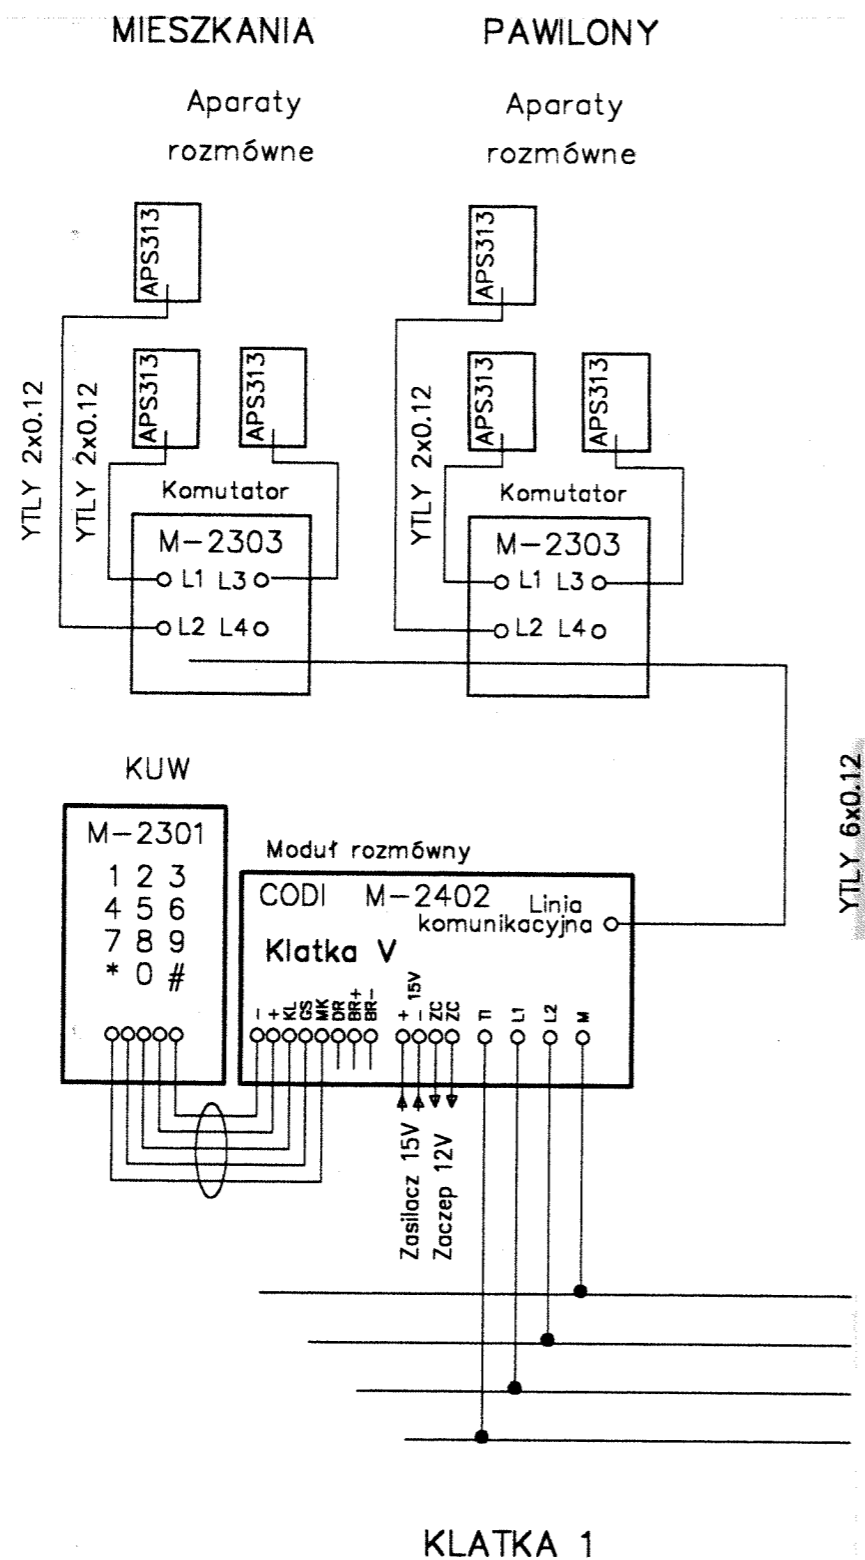 MIESZKANIA
PAWILONY
Aparaty
rozmówne
Aparaty
rozmówne
APS313
APS313
APS313
APS313
APS313
APS313
YTLY 2x0.12
YTLY 2x0.12
YTLY 2x0.12
Komutator
M-2303
L1 L3
L2 L4
Komutator
M-2303
L1 L3
L2 L4
YTLY 6x0.12
KUW
M-2301
1 2 3
4 5 6
7 8 9
* 0 #
Moduł rozmówny
CODI M-2402
Linia
komunikacyjna
Klatka V
-
+
KL
GS
MK
DR
BR+
BR-
+
15V
-
ZC
ZC
TI
L1
L2
M
Zasilacz 15V
Zaczep 12V
KLATKA 1